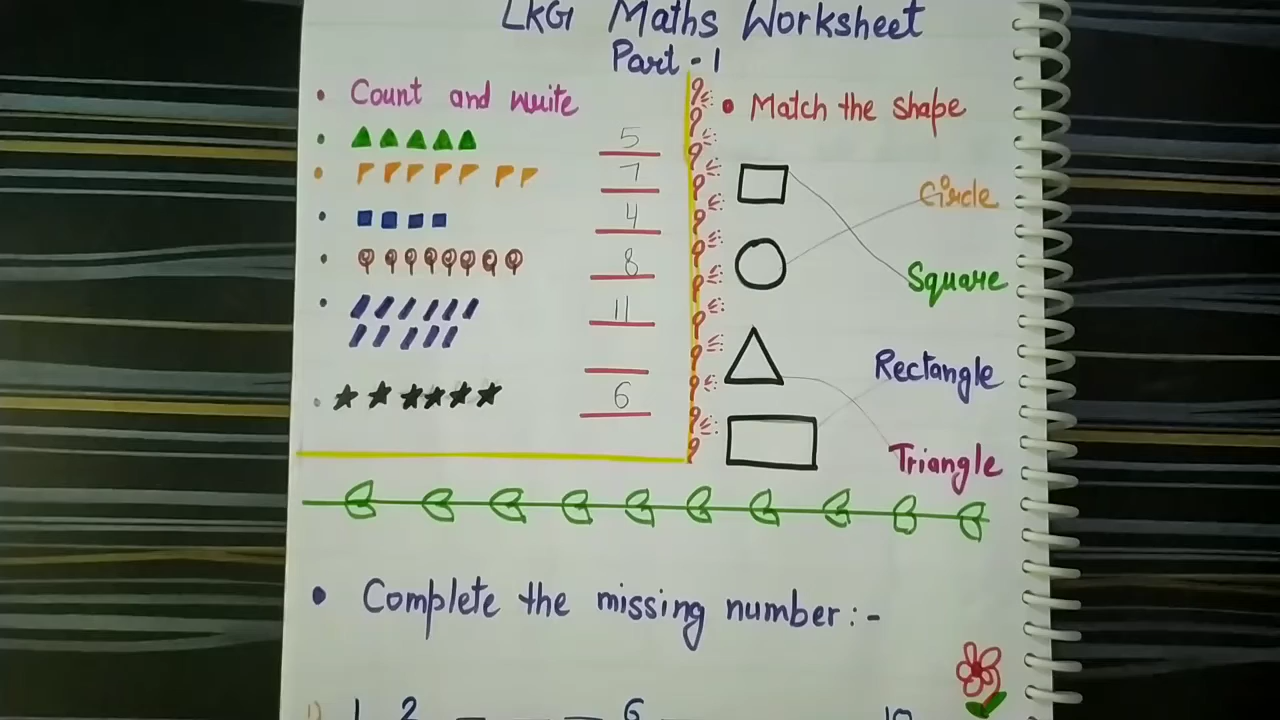 LKG Maths Worksheet
Part - 1
• Count and write
5
7
4
8
11
6
• Match the shape
Circle
Square
Rectangle
Triangle
• Complete the missing number:-
1) 1 2 _ _ _ 6 _ 10